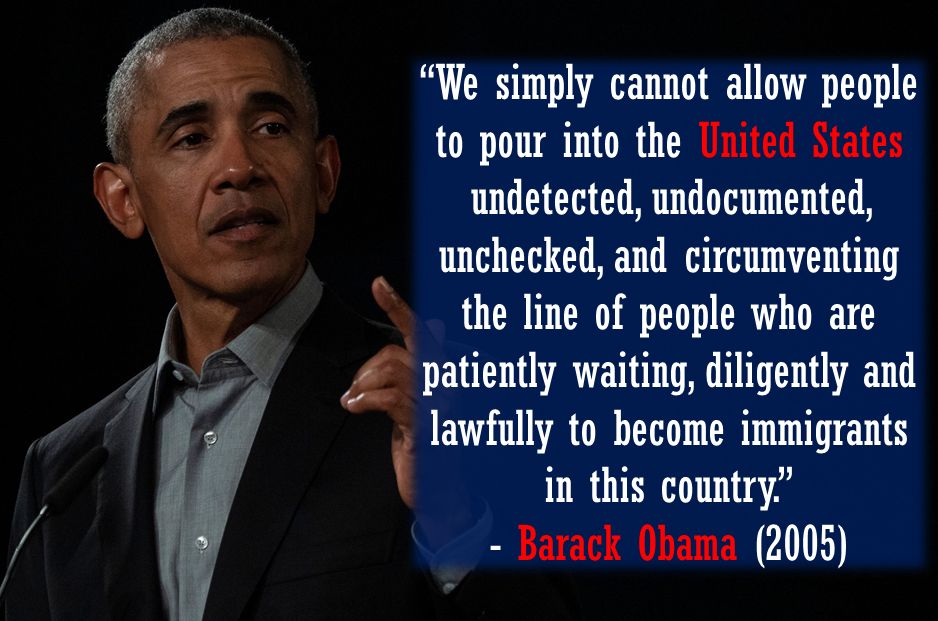 “We simply cannot allow people
to pour into the United States
undetected, undocumented,
unchecked, and circumventing
the line of people who are
patiently waiting, diligently and
lawfully to become immigrants
in this country.”
- Barack Obama (2005)